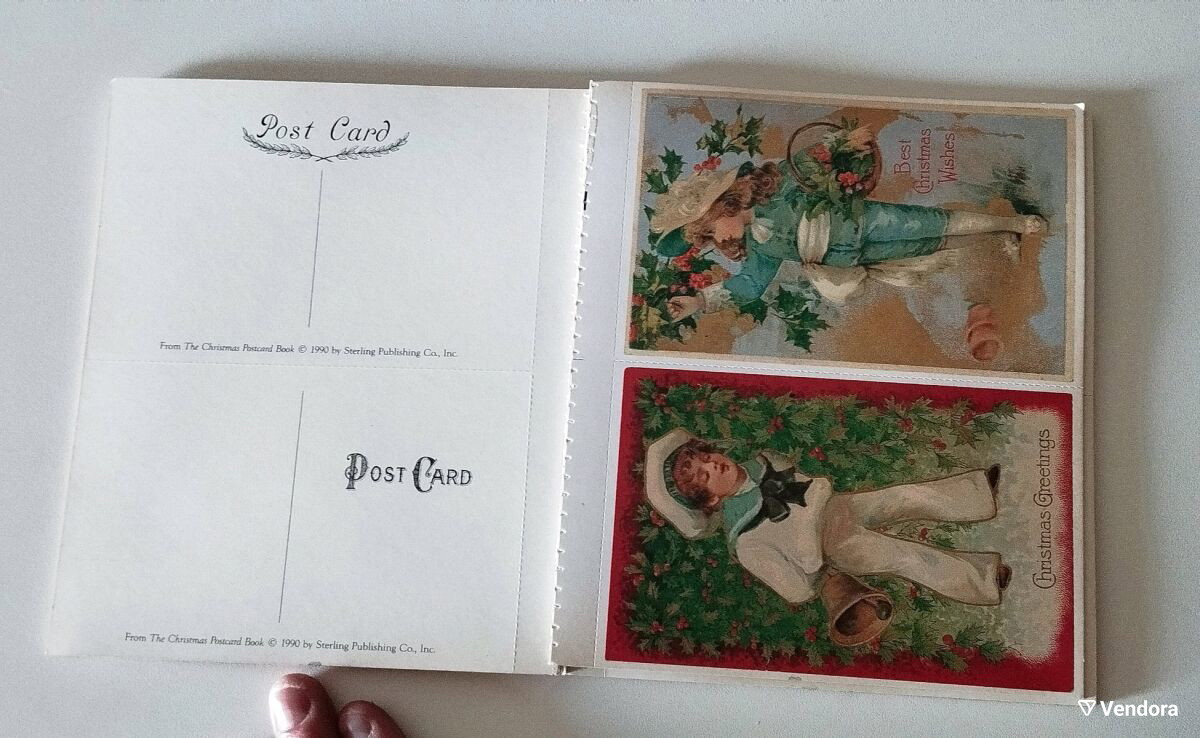 Post Card
From The Christmas Postcard Book © 1990 by Sterling Publishing Co., Inc.
POST CARD
From The Christmas Postcard Book © 1990 by Sterling Publishing Co., Inc.
Best
Christmas
Wishes
Christmas Greetings
Vendora